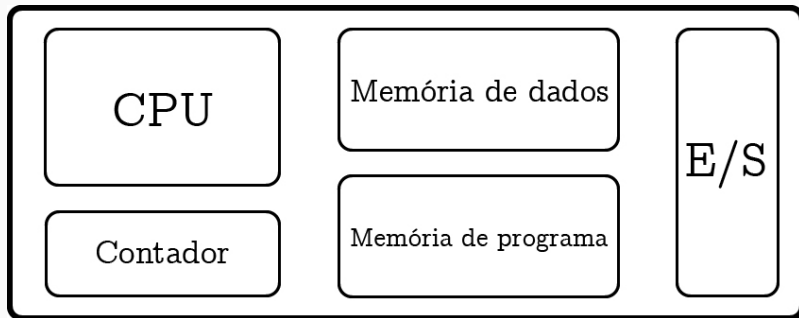 CPU
Contador
Memória de dados
Memória de programa
E/S